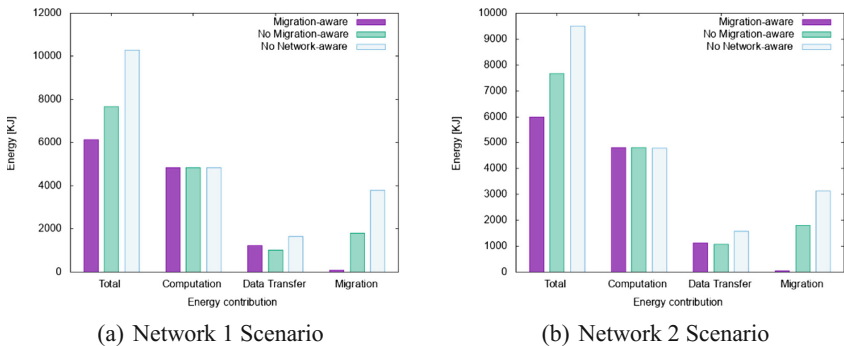 12000
10000
8000
6000
4000
2000
0
Energy [KJ]
Migration-aware
No Migration-aware
No Network-aware
Total Computation Data Transfer Migration
Energy contribution
(a) Network 1 Scenario
10000
9000
8000
7000
6000
5000
4000
3000
2000
1000
0
Energy [KJ]
Migration-aware
No Migration-aware
No Network-aware
Total Computation Data Transfer Migration
Energy contribution
(b) Network 2 Scenario